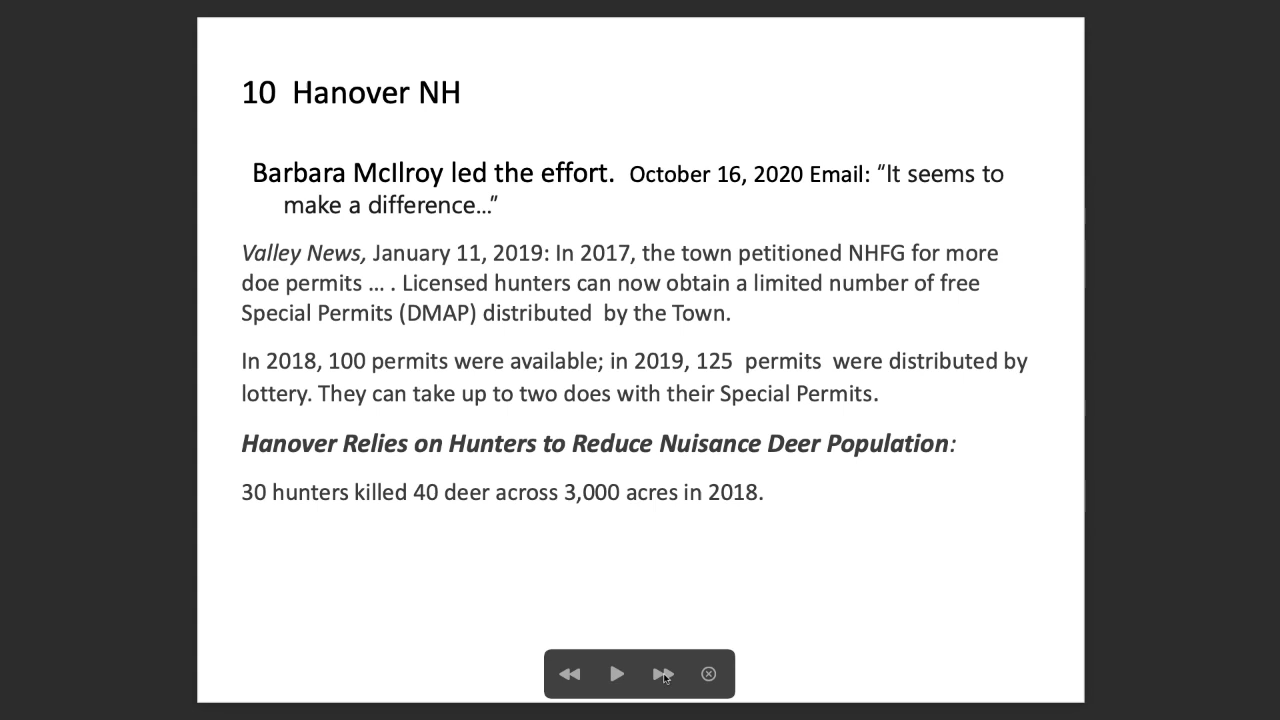 10 Hanover NH
Barbara McIlroy led the effort. October 16, 2020 Email: "It seems to
make a difference…"
Valley News, January 11, 2019: In 2017, the town petitioned NHFG for more
doe permits … . Licensed hunters can now obtain a limited number of free
Special Permits (DMAP) distributed by the Town.
In 2018, 100 permits were available; in 2019, 125 permits were distributed by
lottery. They can take up to two does with their Special Permits.
Hanover Relies on Hunters to Reduce Nuisance Deer Population:
30 hunters killed 40 deer across 3,000 acres in 2018.